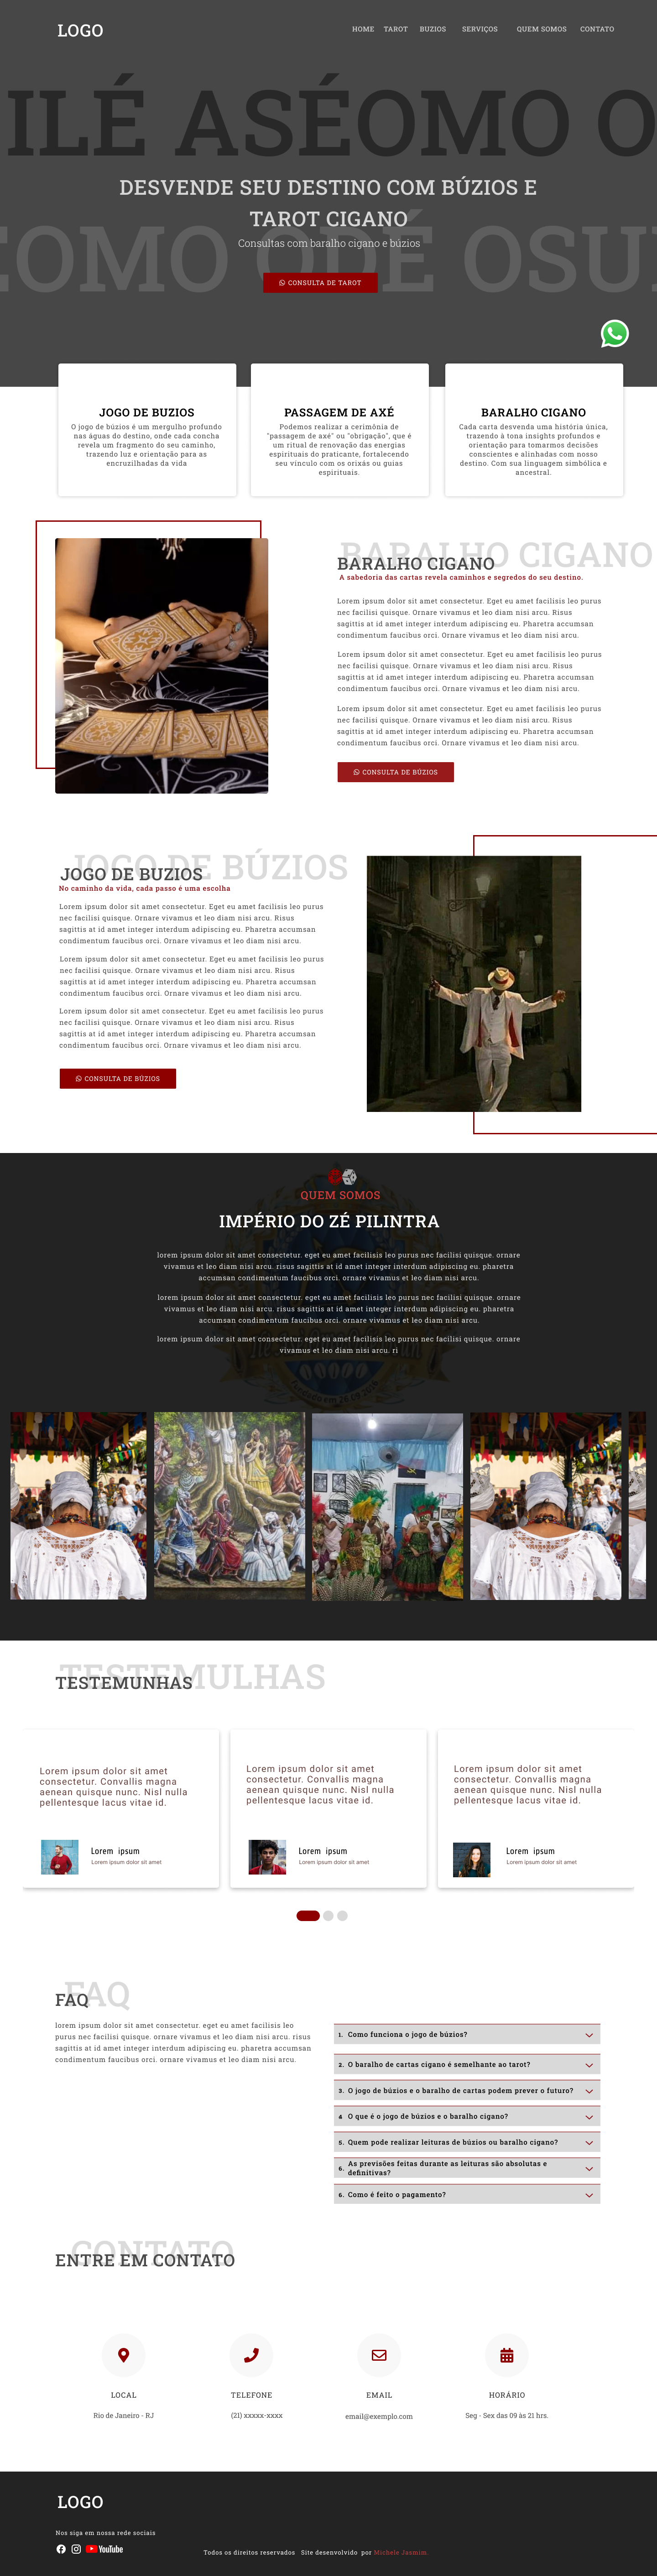 LOGO
HOME TAROT BUZIOS SERVIÇOS QUEM SOMOS CONTATO
ILÉ ASÉOMO O
DESVENDE SEU DESTINO COM BÚZIOS E
TAROT CIGANO
COMO ODÉ OSU
Consultas com baralho cigano e búzios
CONSULTA DE TAROT
JOGO DE BUZIOS
O jogo de búzios é um mergulho profundo
nas águas do destino, onde cada concha
revela um fragmento do seu caminho,
trazendo luz e orientação para as
encruzilhadas da vida
PASSAGEM DE AXÉ
Podemos realizar a cerimônia de
"passagem de axé" ou "obrigação", que é
um ritual de renovação das energias
espirituais do praticante, fortalecendo
seu vínculo com os orixás ou guias
espirituais.
BARALHO CIGANO
Cada carta desvenda uma história única,
trazendo à tona insights profundos e
orientação para tomarmos decisões
conscientes e alinhadas com nosso
destino. Com sua linguagem simbólica e
ancestral.
BARALHO CIGANO
BARALHO CIGANO
A sabedoria das cartas revela caminhos e segredos do seu destino.
Lorem ipsum dolor sit amet consectetur. Eget eu amet facilisis leo purus
nec facilisi quisque. Ornare vivamus et leo diam nisi arcu. Risus
sagittis at id amet integer interdum adipiscing eu. Pharetra accumsan
condimentum faucibus orci. Ornare vivamus et leo diam nisi arcu.
Lorem ipsum dolor sit amet consectetur. Eget eu amet facilisis leo purus
nec facilisi quisque. Ornare vivamus et leo diam nisi arcu. Risus
sagittis at id amet integer interdum adipiscing eu. Pharetra accumsan
condimentum faucibus orci. Ornare vivamus et leo diam nisi arcu.
Lorem ipsum dolor sit amet consectetur. Eget eu amet facilisis leo purus
nec facilisi quisque. Ornare vivamus et leo diam nisi arcu. Risus
sagittis at id amet integer interdum adipiscing eu. Pharetra accumsan
condimentum faucibus orci. Ornare vivamus et leo diam nisi arcu.
CONSULTA DE BÚZIOS
JOGO DE BÚZIOS
JOGO DE BUZIOS
No caminho da vida, cada passo é uma escolha
Lorem ipsum dolor sit amet consectetur. Eget eu amet facilisis leo purus
nec facilisi quisque. Ornare vivamus et leo diam nisi arcu. Risus
sagittis at id amet integer interdum adipiscing eu. Pharetra accumsan
condimentum faucibus orci. Ornare vivamus et leo diam nisi arcu.
Lorem ipsum dolor sit amet consectetur. Eget eu amet facilisis leo purus
nec facilisi quisque. Ornare vivamus et leo diam nisi arcu. Risus
sagittis at id amet integer interdum adipiscing eu. Pharetra accumsan
condimentum faucibus orci. Ornare vivamus et leo diam nisi arcu.
Lorem ipsum dolor sit amet consectetur. Eget eu amet facilisis leo purus
nec facilisi quisque. Ornare vivamus et leo diam nisi arcu. Risus
sagittis at id amet integer interdum adipiscing eu. Pharetra accumsan
condimentum faucibus orci. Ornare vivamus et leo diam nisi arcu.
CONSULTA DE BÚZIOS
QUEM SOMOS
IMPÉRIO DO ZÉ PILINTRA
lorem ipsum dolor sit amet consectetur. eget eu amet facilisis leo purus nec facilisi quisque. ornare
vivamus et leo diam nisi arcu. risus sagittis at id amet integer interdum adipiscing eu. pharetra
accumsan condimentum faucibus orci. ornare vivamus et leo diam nisi arcu.
lorem ipsum dolor sit amet consectetur. eget eu amet facilisis leo purus nec facilisi quisque. ornare
vivamus et leo diam nisi arcu. risus sagittis at id amet integer interdum adipiscing eu. pharetra
accumsan condimentum faucibus orci. ornare vivamus et leo diam nisi arcu.
lorem ipsum dolor sit amet consectetur. eget eu amet facilisis leo purus nec facilisi quisque. ornare
vivamus et leo diam nisi arcu. ri
TESTEMULHAS
TESTEMUNHAS
Lorem ipsum dolor sit amet
consectetur. Convallis magna
aenean quisque nunc. Nisl nulla
pellentesque lacus vitae id.
Lorem ipsum
Lorem ipsum dolor sit amet
Lorem ipsum dolor sit amet
consectetur. Convallis magna
aenean quisque nunc. Nisl nulla
pellentesque lacus vitae id.
Lorem ipsum
Lorem ipsum dolor sit amet
Lorem ipsum dolor sit amet
consectetur. Convallis magna
aenean quisque nunc. Nisl nulla
pellentesque lacus vitae id.
Lorem ipsum
Lorem ipsum dolor sit amet
FAQ
FAQ
lorem ipsum dolor sit amet consectetur. eget eu amet facilisis leo
purus nec facilisi quisque. ornare vivamus et leo diam nisi arcu. risus
sagittis at id amet integer interdum adipiscing eu. pharetra accumsan
condimentum faucibus orci. ornare vivamus et leo diam nisi arcu.
1. Como funciona o jogo de búzios?
2. O baralho de cartas cigano é semelhante ao tarot?
3. O jogo de búzios e o baralho de cartas podem prever o futuro?
4 O que é o jogo de búzios e o baralho cigano?
5. Quem pode realizar leituras de búzios ou baralho cigano?
6. As previsões feitas durante as leituras são absolutas e
definitivas?
6. Como é feito o pagamento?
CONTATO
ENTRE EM CONTATO
LOCAL
Rio de Janeiro - RJ
TELEFONE
(21) xxxxx-xxxx
EMAIL
email@exemplo.com
HORÁRIO
Seg - Sex das 09 às 21 hrs.
LOGO
Nos siga em nossa rede sociais
YouTube
Todos os direitos reservados Site desenvolvido por Michele Jasmim